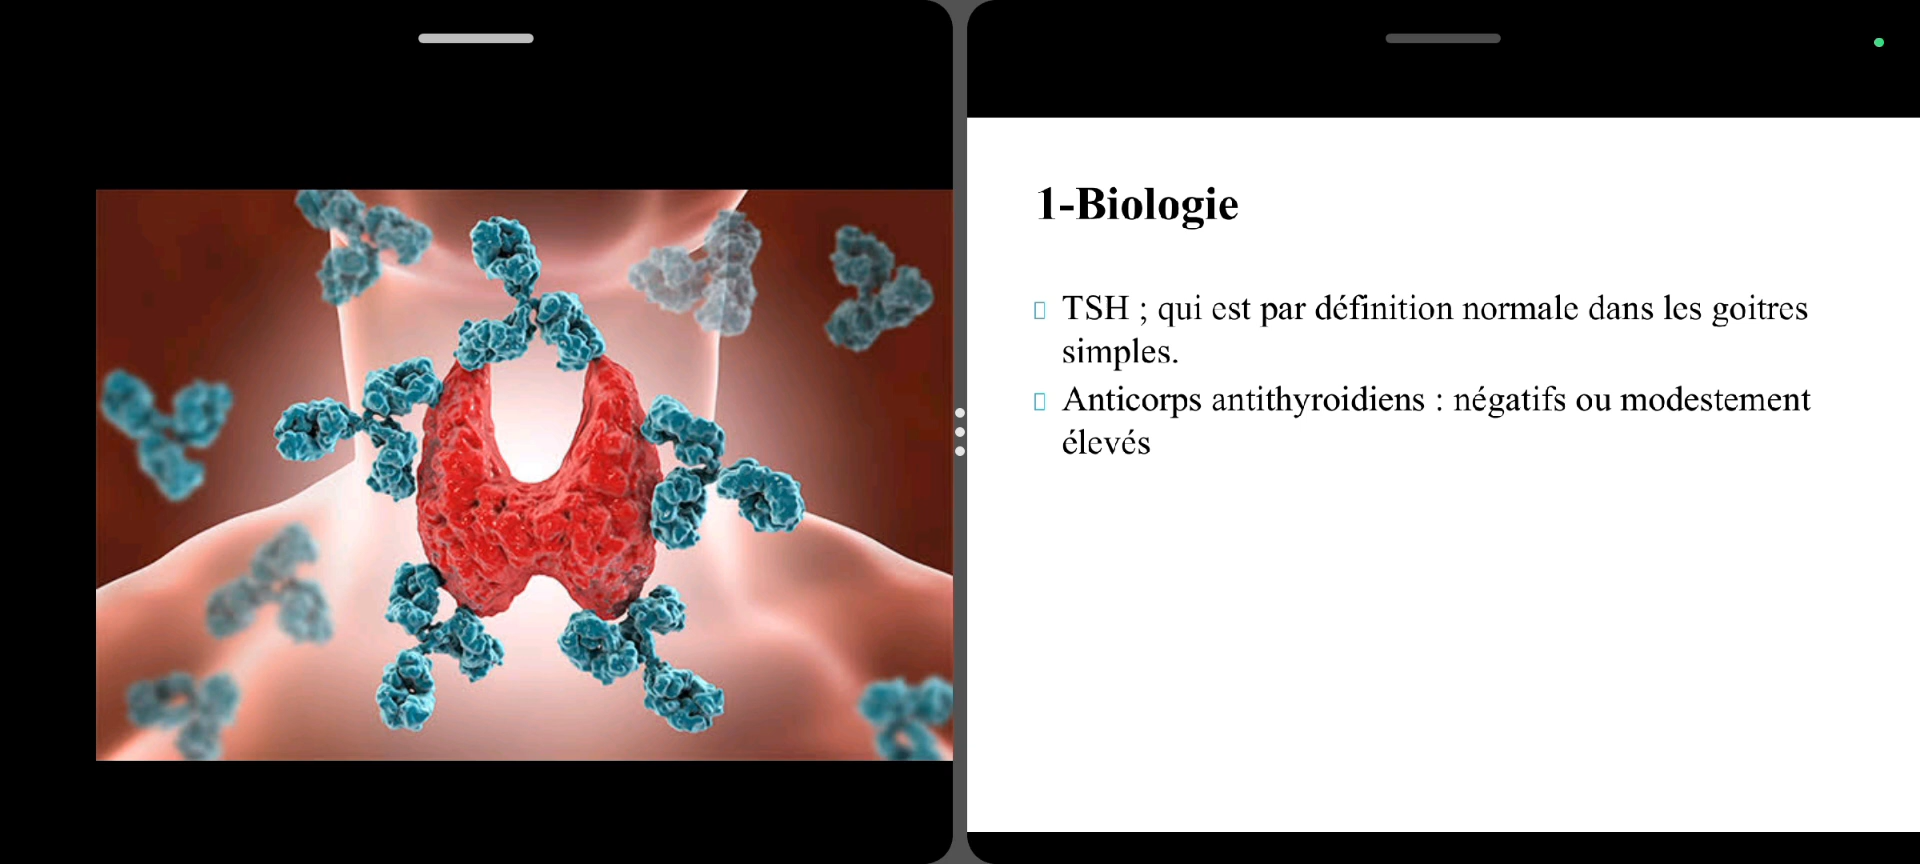 1-Biologie
TSH ; qui est par définition normale dans les goitres
simples.
Anticorps antithyroidiens : négatifs ou modestement
élevés